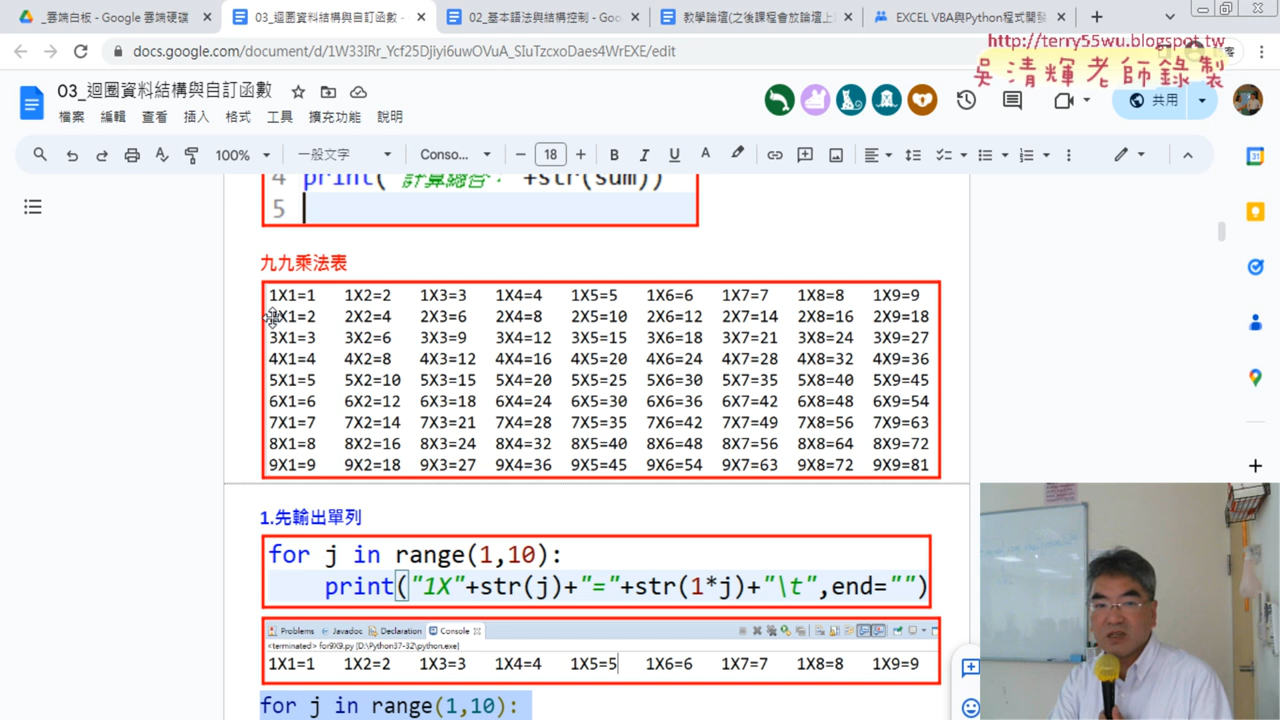 _雲端白板 - Google 雲端硬碟
03_迴圈資料結構與自訂函數 -
02_基本語法與結構控制 - Goo
教學論壇(之後課程會放論壇上
EXCEL VBA與Python程式開發
docs.google.com/document/d/1W33IRr_Ycf25Djiyi6uwOVuA_SIuTzcxoDaes4WrEXE/edit
http://terry55wu.blogspot.tw
吳清輝老師錄製
03_迴圈資料結構與自訂函數
檔案 編輯 查看 插入 格式 工具 擴充功能 說明
共用
100% 一般文字 Conso... 18 B I U A
4 print("計算總合："+str(sum))
5
九九乘法表
1X1=1 1X2=2 1X3=3 1X4=4 1X5=5 1X6=6 1X7=7 1X8=8 1X9=9
2X1=2 2X2=4 2X3=6 2X4=8 2X5=10 2X6=12 2X7=14 2X8=16 2X9=18
3X1=3 3X2=6 3X3=9 3X4=12 3X5=15 3X6=18 3X7=21 3X8=24 3X9=27
4X1=4 4X2=8 4X3=12 4X4=16 4X5=20 4X6=24 4X7=28 4X8=32 4X9=36
5X1=5 5X2=10 5X3=15 5X4=20 5X5=25 5X6=30 5X7=35 5X8=40 5X9=45
6X1=6 6X2=12 6X3=18 6X4=24 6X5=30 6X6=36 6X7=42 6X8=48 6X9=54
7X1=7 7X2=14 7X3=21 7X4=28 7X5=35 7X6=42 7X7=49 7X8=56 7X9=63
8X1=8 8X2=16 8X3=24 8X4=32 8X5=40 8X6=48 8X7=56 8X8=64 8X9=72
9X1=9 9X2=18 9X3=27 9X4=36 9X5=45 9X6=54 9X7=63 9X8=72 9X9=81
1.先輸出單列
for j in range(1,10):
print("1X"+str(j)+"="+str(1*j)+"\t",end="")
Problems Javadoc Declaration Console
<terminated> for9X9.py [D:\Python37-32\python.exe]
1X1=1 1X2=2 1X3=3 1X4=4 1X5=5 1X6=6 1X7=7 1X8=8 1X9=9
for j in range(1,10):